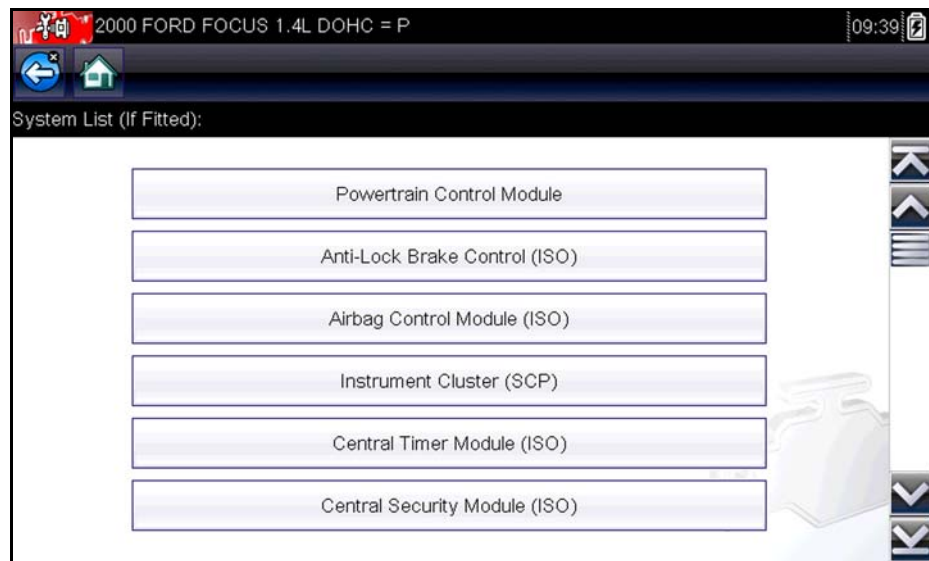 2000 FORD FOCUS 1.4L DOHC = P
09:39
System List (If Fitted):
Powertrain Control Module
Anti-Lock Brake Control (ISO)
Airbag Control Module (ISO)
Instrument Cluster (SCP)
Central Timer Module (ISO)
Central Security Module (ISO)